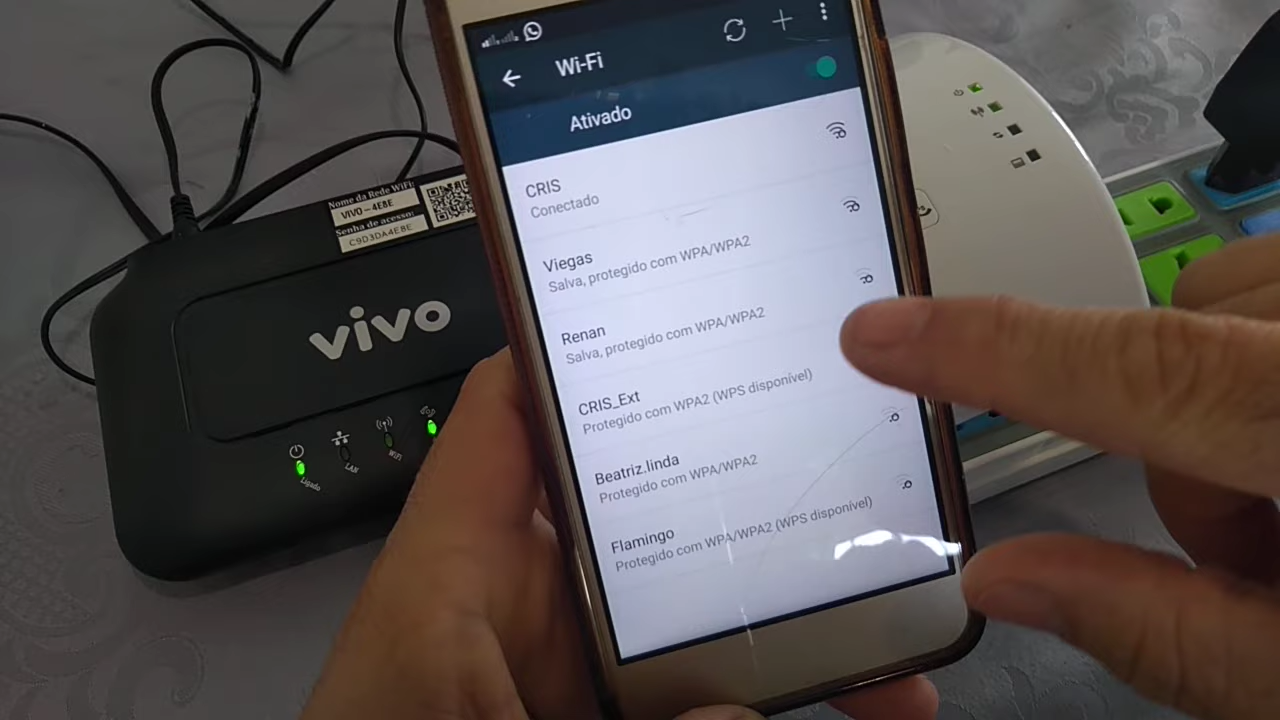 Wi-Fi
Ativado
CRIS
Conectado
Viegas
Salva, protegido com WPA/WPA2
Renan
Salva, protegido com WPA/WPA2
CRIS_Ext
Protegido com WPA2 (WPS disponível)
Beatriz.linda
Protegido com WPA/WPA2
Flamingo
Protegido com WPA/WPA2 (WPS disponível)
Nome da Rede WiFi:
VIVO-4E8E
Senha de acesso:
C9D3DA4E8E
vivo
Ligado
LAN
WiFi